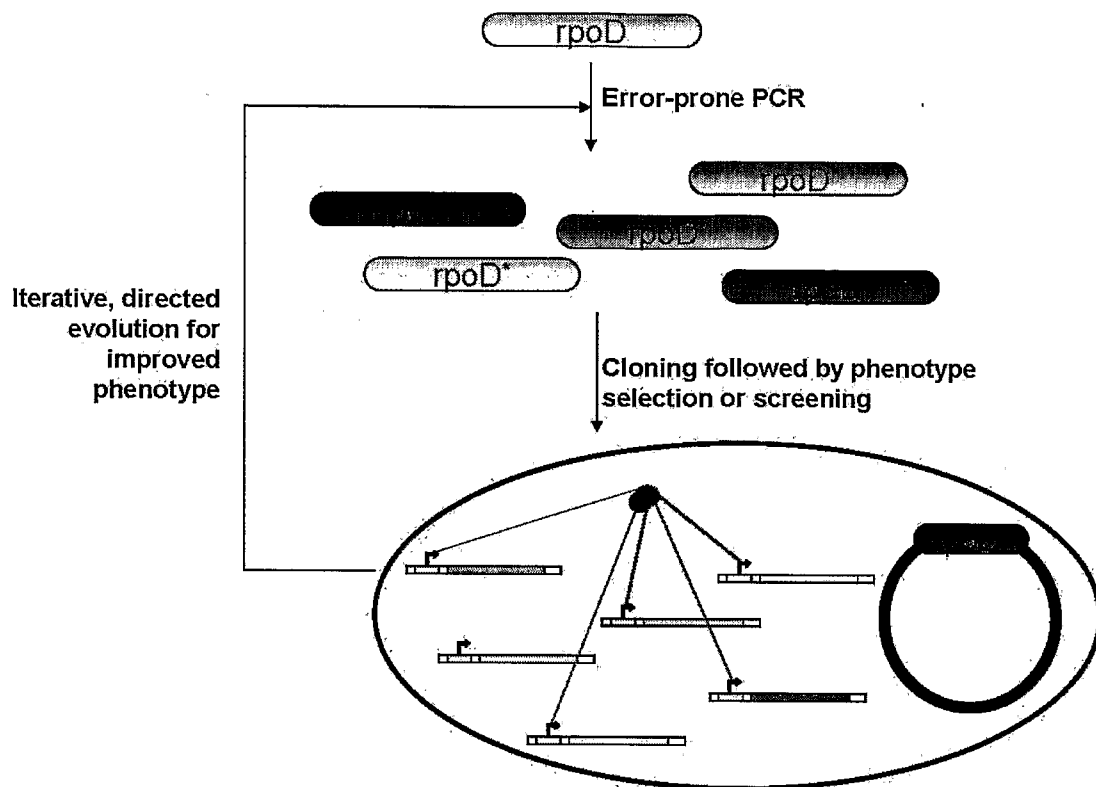 rpoD
Error-prone PCR
rpoD
rpoD
rpoD*
Iterative, directed
evolution for
improved
phenotype
Cloning followed by phenotype
selection or screening